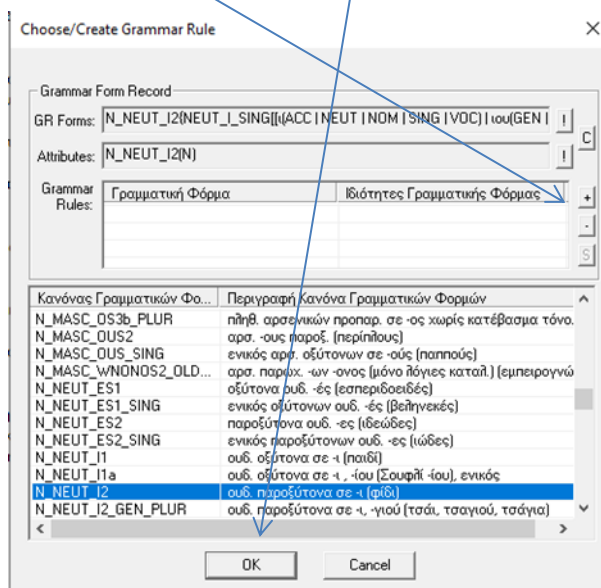 Choose/Create Grammar Rule
Grammar Form Record
GR Forms: N_NEUT_I2{NEUT_I_SING[[ι(ACC | NEUT | NOM | SING | VOC) | ιου(GEN | !
C
Attributes: N_NEUT_I2(N) !
Grammar Rules: Γραμματική Φόρμα Ιδιότητες Γραμματικής Φόρμας +
-
S
Κανόνας Γραμματικών Φο... Περιγραφή Κανόνα Γραμματικών Φορμών
N_MASC_OS3b_PLUR πληθ. αρσενικών προπαρ. σε -ος χωρίς κατέβασμα τόνο.
N_MASC_OUS2 αρσ. -ους παροξ. (περίπλους)
N_MASC_OUS_SING ενικός αρσ. οξύτονων σε -ούς (παππούς)
N_MASC_WNONOS2_OLD... αρσ. παρωχ. -ων -ονος (μόνο λόγιες καταλ.) (εμπειρογνώ
N_NEUT_ES1 οξύτονα ουδ. -ές (εσπεριδοειδές)
N_NEUT_ES1_SING ενικός οξύτονων ουδ. -ές (βεληνεκές)
N_NEUT_ES2 παροξύτονα ουδ. -ες (ιδεώδες)
N_NEUT_ES2_SING ενικός παροξύτονων ουδ. -ες (ιώδες)
N_NEUT_I1 ουδ. οξύτονα σε -ι (παιδί)
N_NEUT_I1a ουδ. οξύτονα σε -ι , -ίου (Σουφλί -ίου), ενικός
N_NEUT_I2 ουδ. παροξύτονα σε -ι (φίδι)
N_NEUT_I2_GEN_PLUR ουδ. παροξύτονα σε -ι, -γιού (τσάι, τσαγιού, τσάγια)
OK Cancel